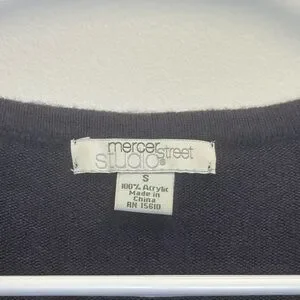 mercer street
studio®
S
100% Acrylic
Made in
China
RN 15610